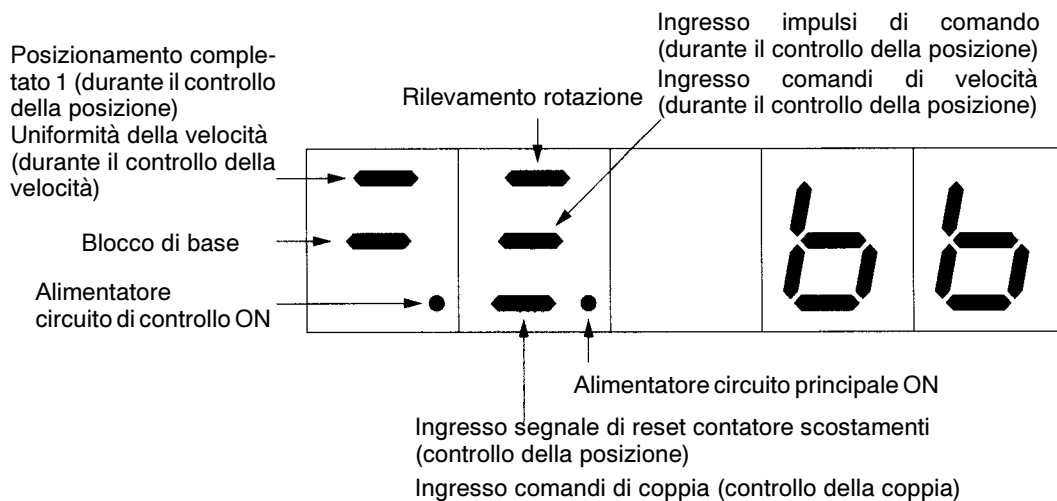 Posizionamento comple-
tato 1 (durante il controllo
della posizione)
Uniformità della velocità
(durante il controllo della
velocità)
Blocco di base
Alimentatore
circuito di controllo ON
Rilevamento rotazione
Ingresso impulsi di comando
(durante il controllo della posizione)
Ingresso comandi di velocità
(durante il controllo della posizione)
bb
Alimentatore circuito principale ON
Ingresso segnale di reset contatore scostamenti
(controllo della posizione)
Ingresso comandi di coppia (controllo della coppia)